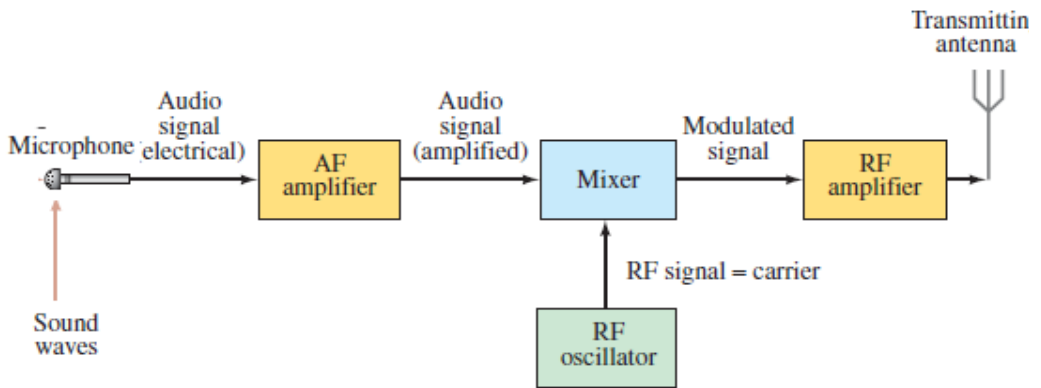 Transmittin
antenna
Audio
signal
(electrical)
Audio
signal
(amplified)
Modulated
signal
Microphone
AF
amplifier
Mixer
RF
amplifier
RF signal = carrier
Sound
waves
RF
oscillator